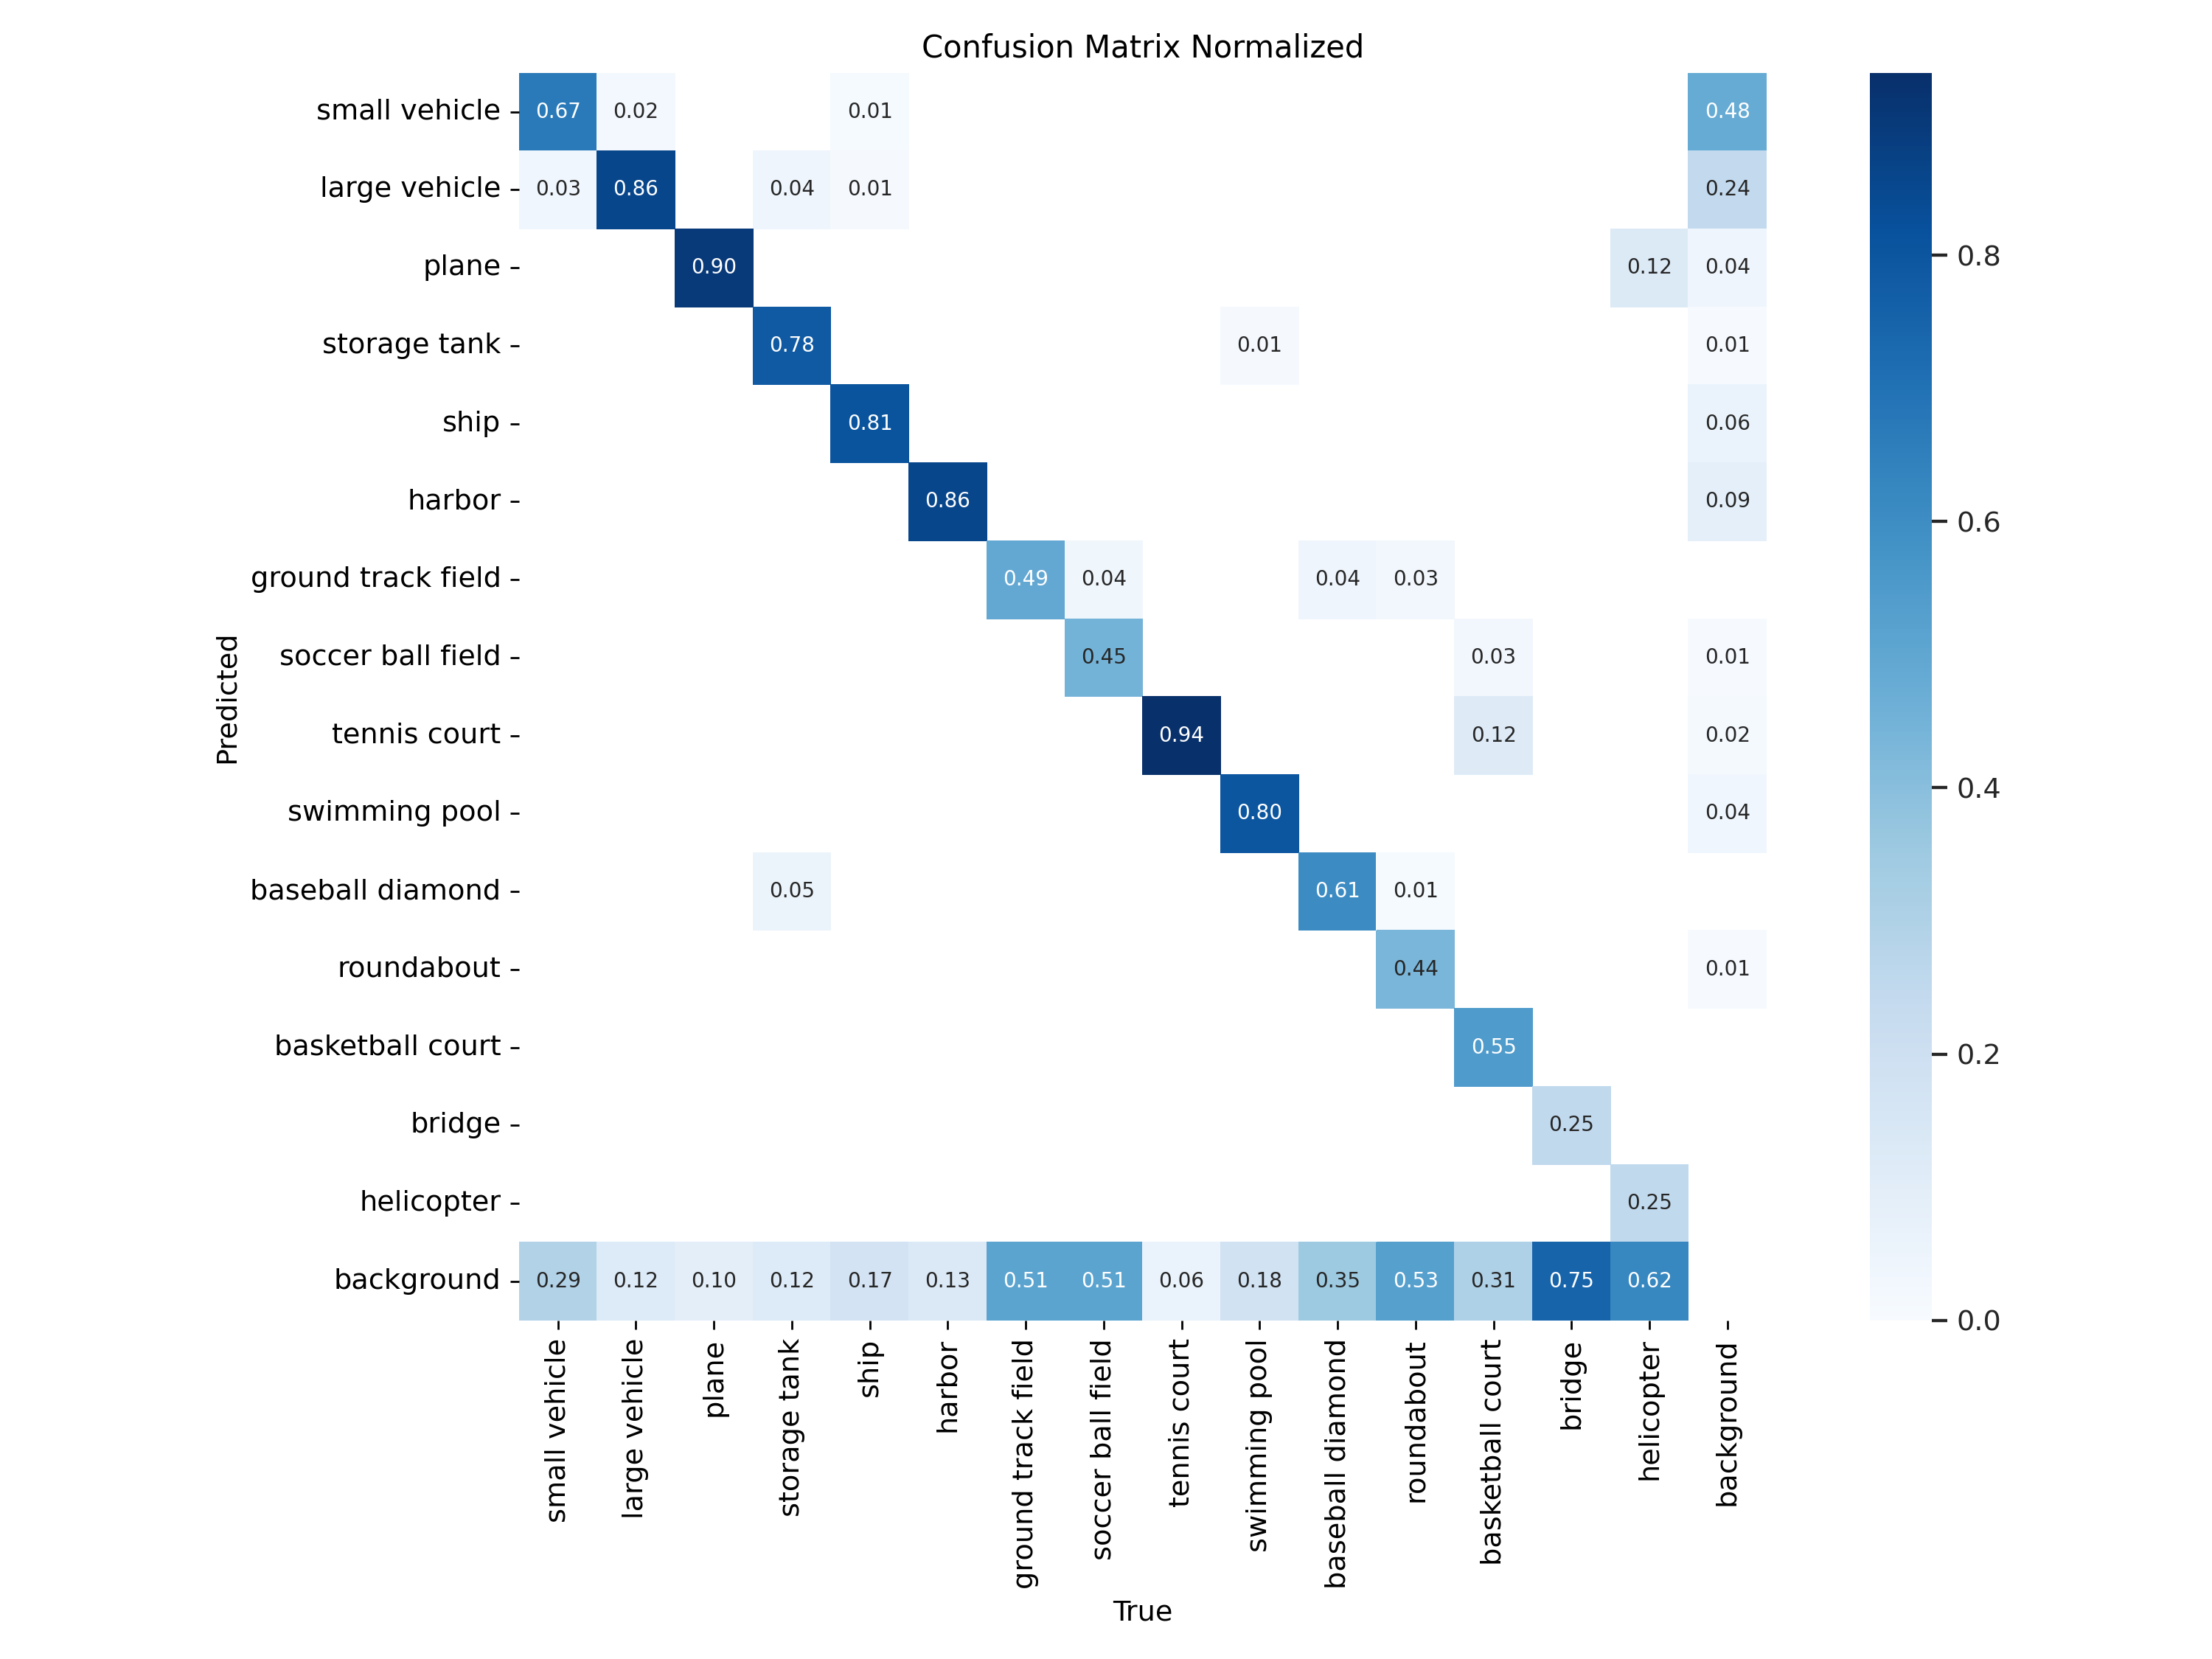 Confusion Matrix Normalized
small vehicle 0.67 0.02 0.01 0.48
large vehicle 0.03 0.86 0.04 0.01 0.24
plane 0.90 0.12 0.04
0.8
storage tank 0.78 0.01 0.01
ship 0.81 0.06
harbor 0.86 0.09
0.6
ground track field 0.49 0.04 0.04 0.03
Predicted
soccer ball field 0.45 0.03 0.01
tennis court 0.94 0.12 0.02
0.4
swimming pool 0.80 0.04
baseball diamond 0.05 0.61 0.01
roundabout 0.44 0.01
basketball court 0.55
0.2
bridge 0.25
helicopter 0.25
background 0.29 0.12 0.10 0.12 0.17 0.13 0.51 0.51 0.06 0.18 0.35 0.53 0.31 0.75 0.62
0.0
small vehicle
large vehicle
plane
storage tank
ship
harbor
ground track field
soccer ball field
tennis court
swimming pool
baseball diamond
roundabout
basketball court
bridge
helicopter
background
True